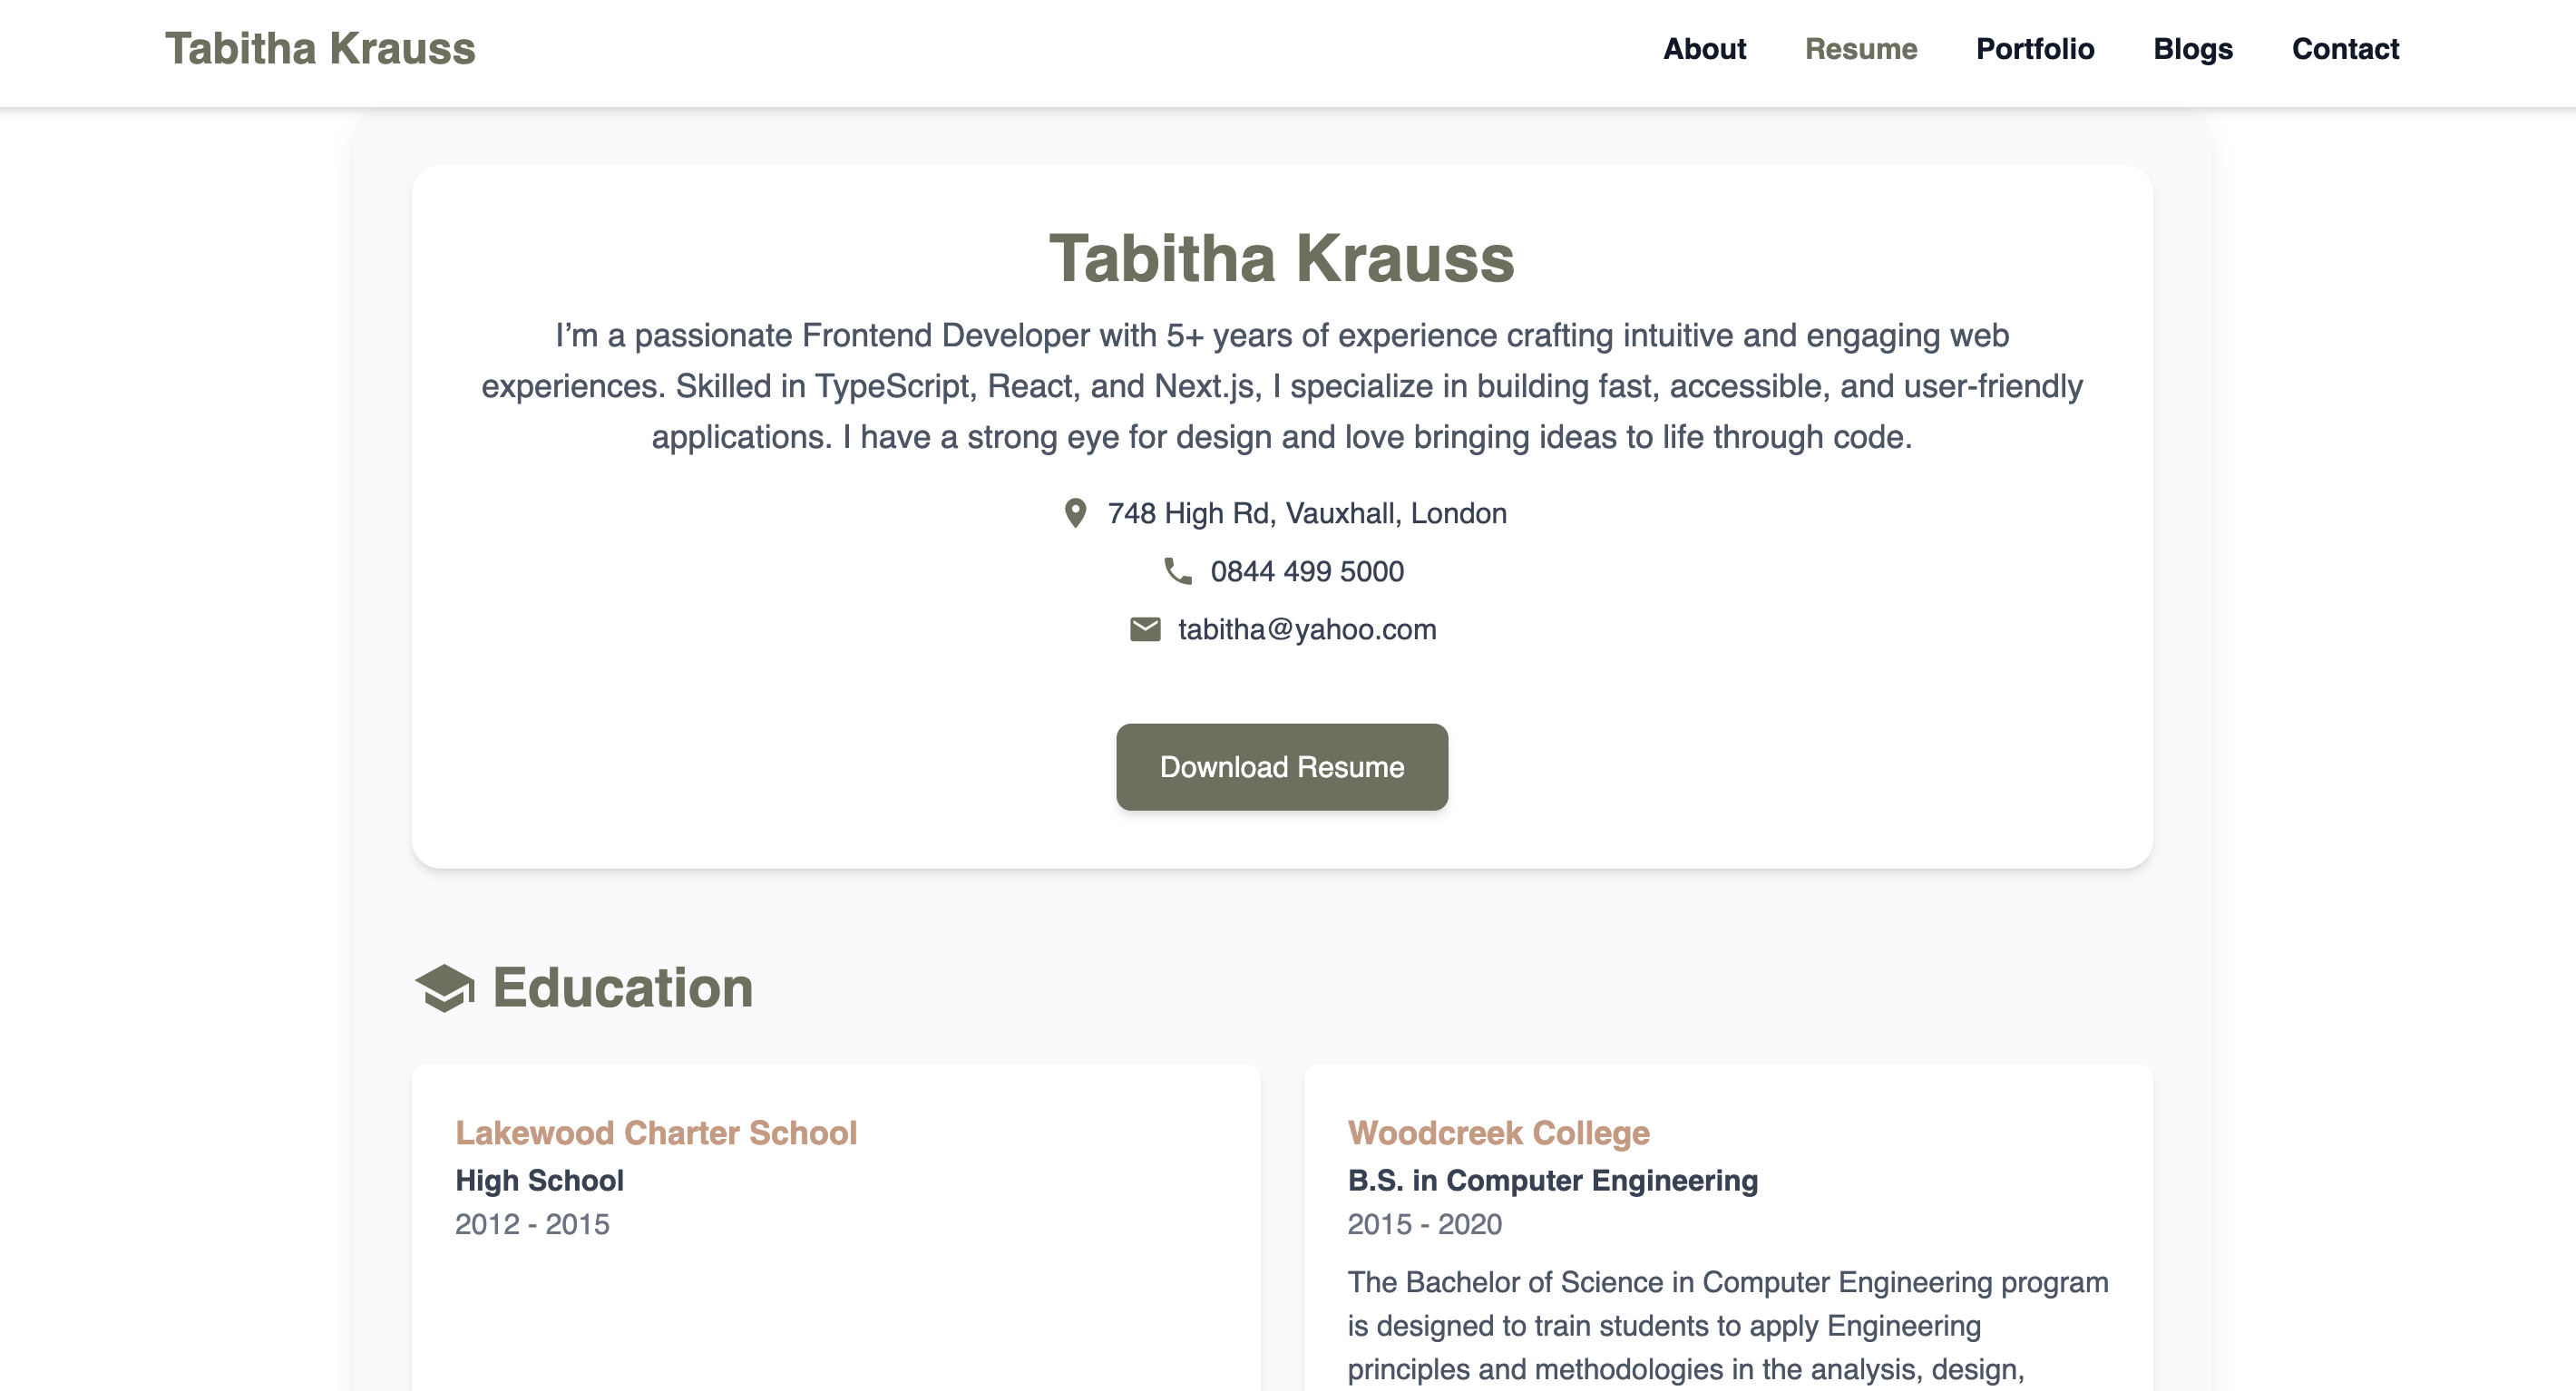 Tabitha Krauss
About Resume Portfolio Blogs Contact
Tabitha Krauss
I’m a passionate Frontend Developer with 5+ years of experience crafting intuitive and engaging web
experiences. Skilled in TypeScript, React, and Next.js, I specialize in building fast, accessible, and user-friendly
applications. I have a strong eye for design and love bringing ideas to life through code.
748 High Rd, Vauxhall, London
0844 499 5000
tabitha@yahoo.com
Download Resume
Education
Lakewood Charter School
High School
2012 - 2015
Woodcreek College
B.S. in Computer Engineering
2015 - 2020
The Bachelor of Science in Computer Engineering program
is designed to train students to apply Engineering
principles and methodologies in the analysis, design,